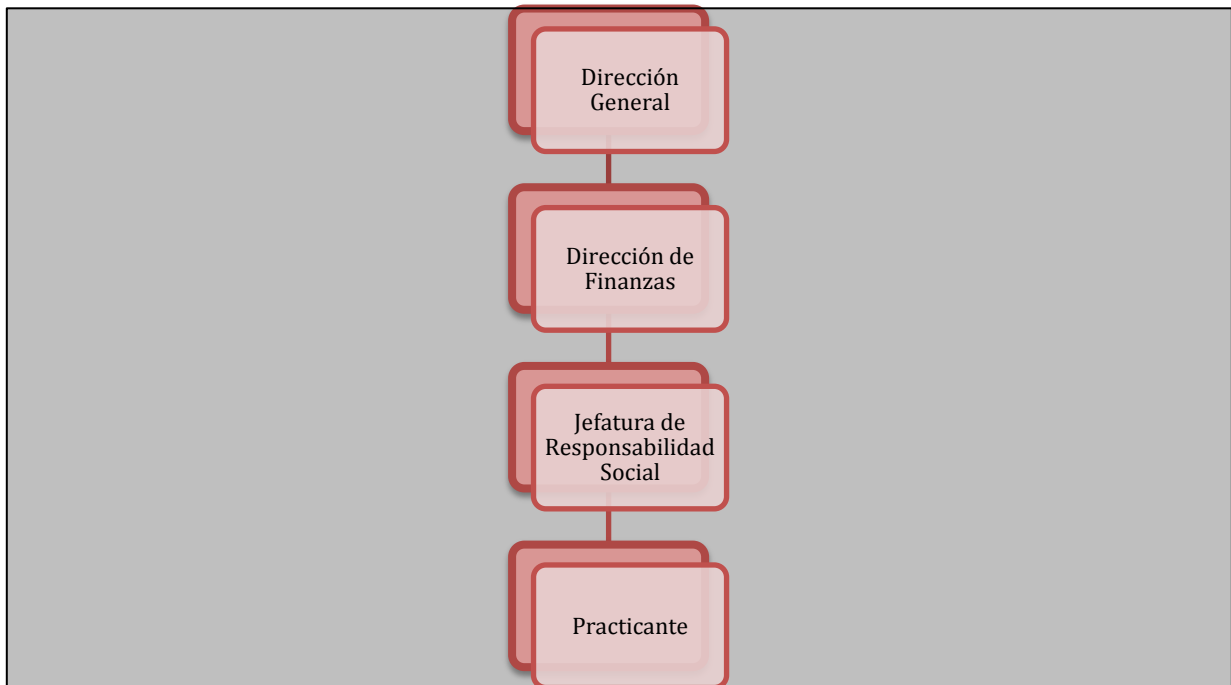 Dirección
General
Dirección de
Finanzas
Jefatura de
Responsabilidad
Social
Practicante